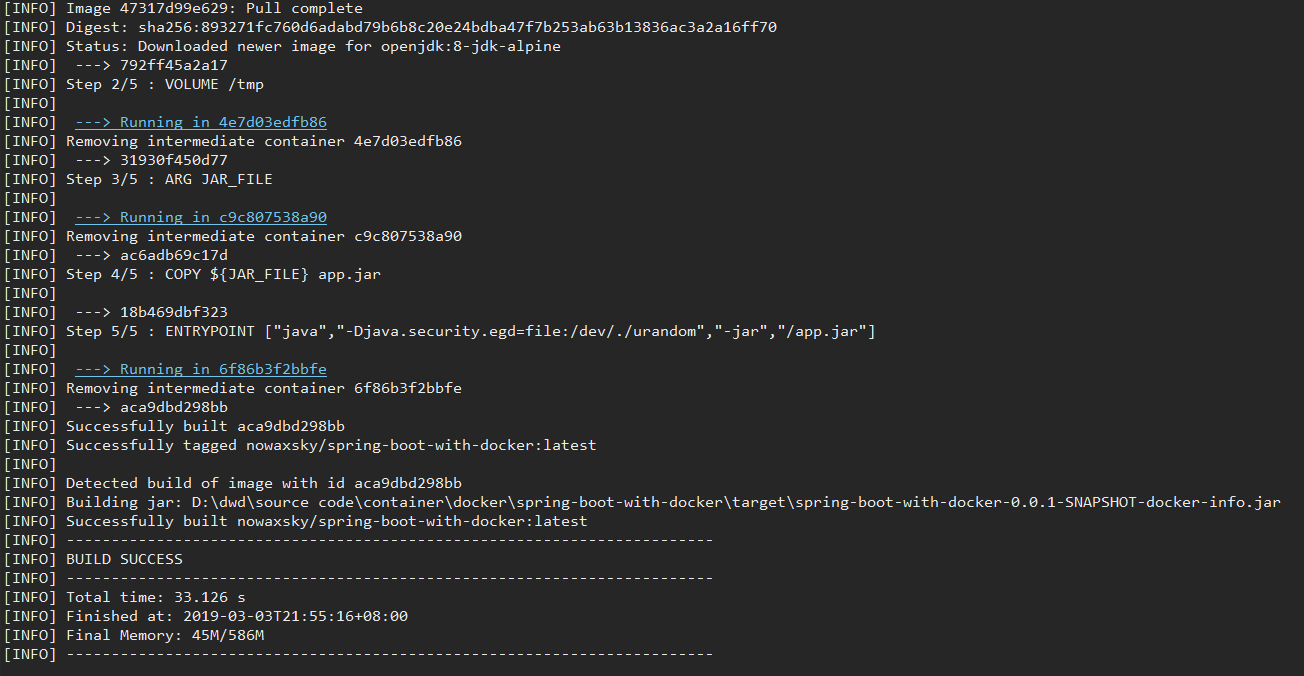 [INFO] Image 47317d99e629: Pull complete
[INFO] Digest: sha256:893271fc760d6adabd79b6b8c20e24bdba47f7b253ab63b13836ac3a2a16ff70
[INFO] Status: Downloaded newer image for openjdk:8-jdk-alpine
[INFO]  ---> 792ff45a2a17
[INFO] Step 2/5 : VOLUME /tmp
[INFO]
[INFO]  ---> Running in 4e7d03edfb86
[INFO] Removing intermediate container 4e7d03edfb86
[INFO]  ---> 31930f450d77
[INFO] Step 3/5 : ARG JAR_FILE
[INFO]
[INFO]  ---> Running in c9c807538a90
[INFO] Removing intermediate container c9c807538a90
[INFO]  ---> ac6adb69c17d
[INFO] Step 4/5 : COPY ${JAR_FILE} app.jar
[INFO]
[INFO]  ---> 18b469dbf323
[INFO] Step 5/5 : ENTRYPOINT ["java","-Djava.security.egd=file:/dev/./urandom","-jar","/app.jar"]
[INFO]
[INFO]  ---> Running in 6f86b3f2bbfe
[INFO] Removing intermediate container 6f86b3f2bbfe
[INFO]  ---> aca9dbd298bb
[INFO] Successfully built aca9dbd298bb
[INFO] Successfully tagged nowaxsky/spring-boot-with-docker:latest
[INFO]
[INFO] Detected build of image with id aca9dbd298bb
[INFO] Building jar: D:\dwd\source code\container\docker\spring-boot-with-docker\target\spring-boot-with-docker-0.0.1-SNAPSHOT-docker-info.jar
[INFO] Successfully built nowaxsky/spring-boot-with-docker:latest
[INFO] ------------------------------------------------------------------------
[INFO] BUILD SUCCESS
[INFO] ------------------------------------------------------------------------
[INFO] Total time: 33.126 s
[INFO] Finished at: 2019-03-03T21:55:16+08:00
[INFO] Final Memory: 45M/586M
[INFO] ------------------------------------------------------------------------